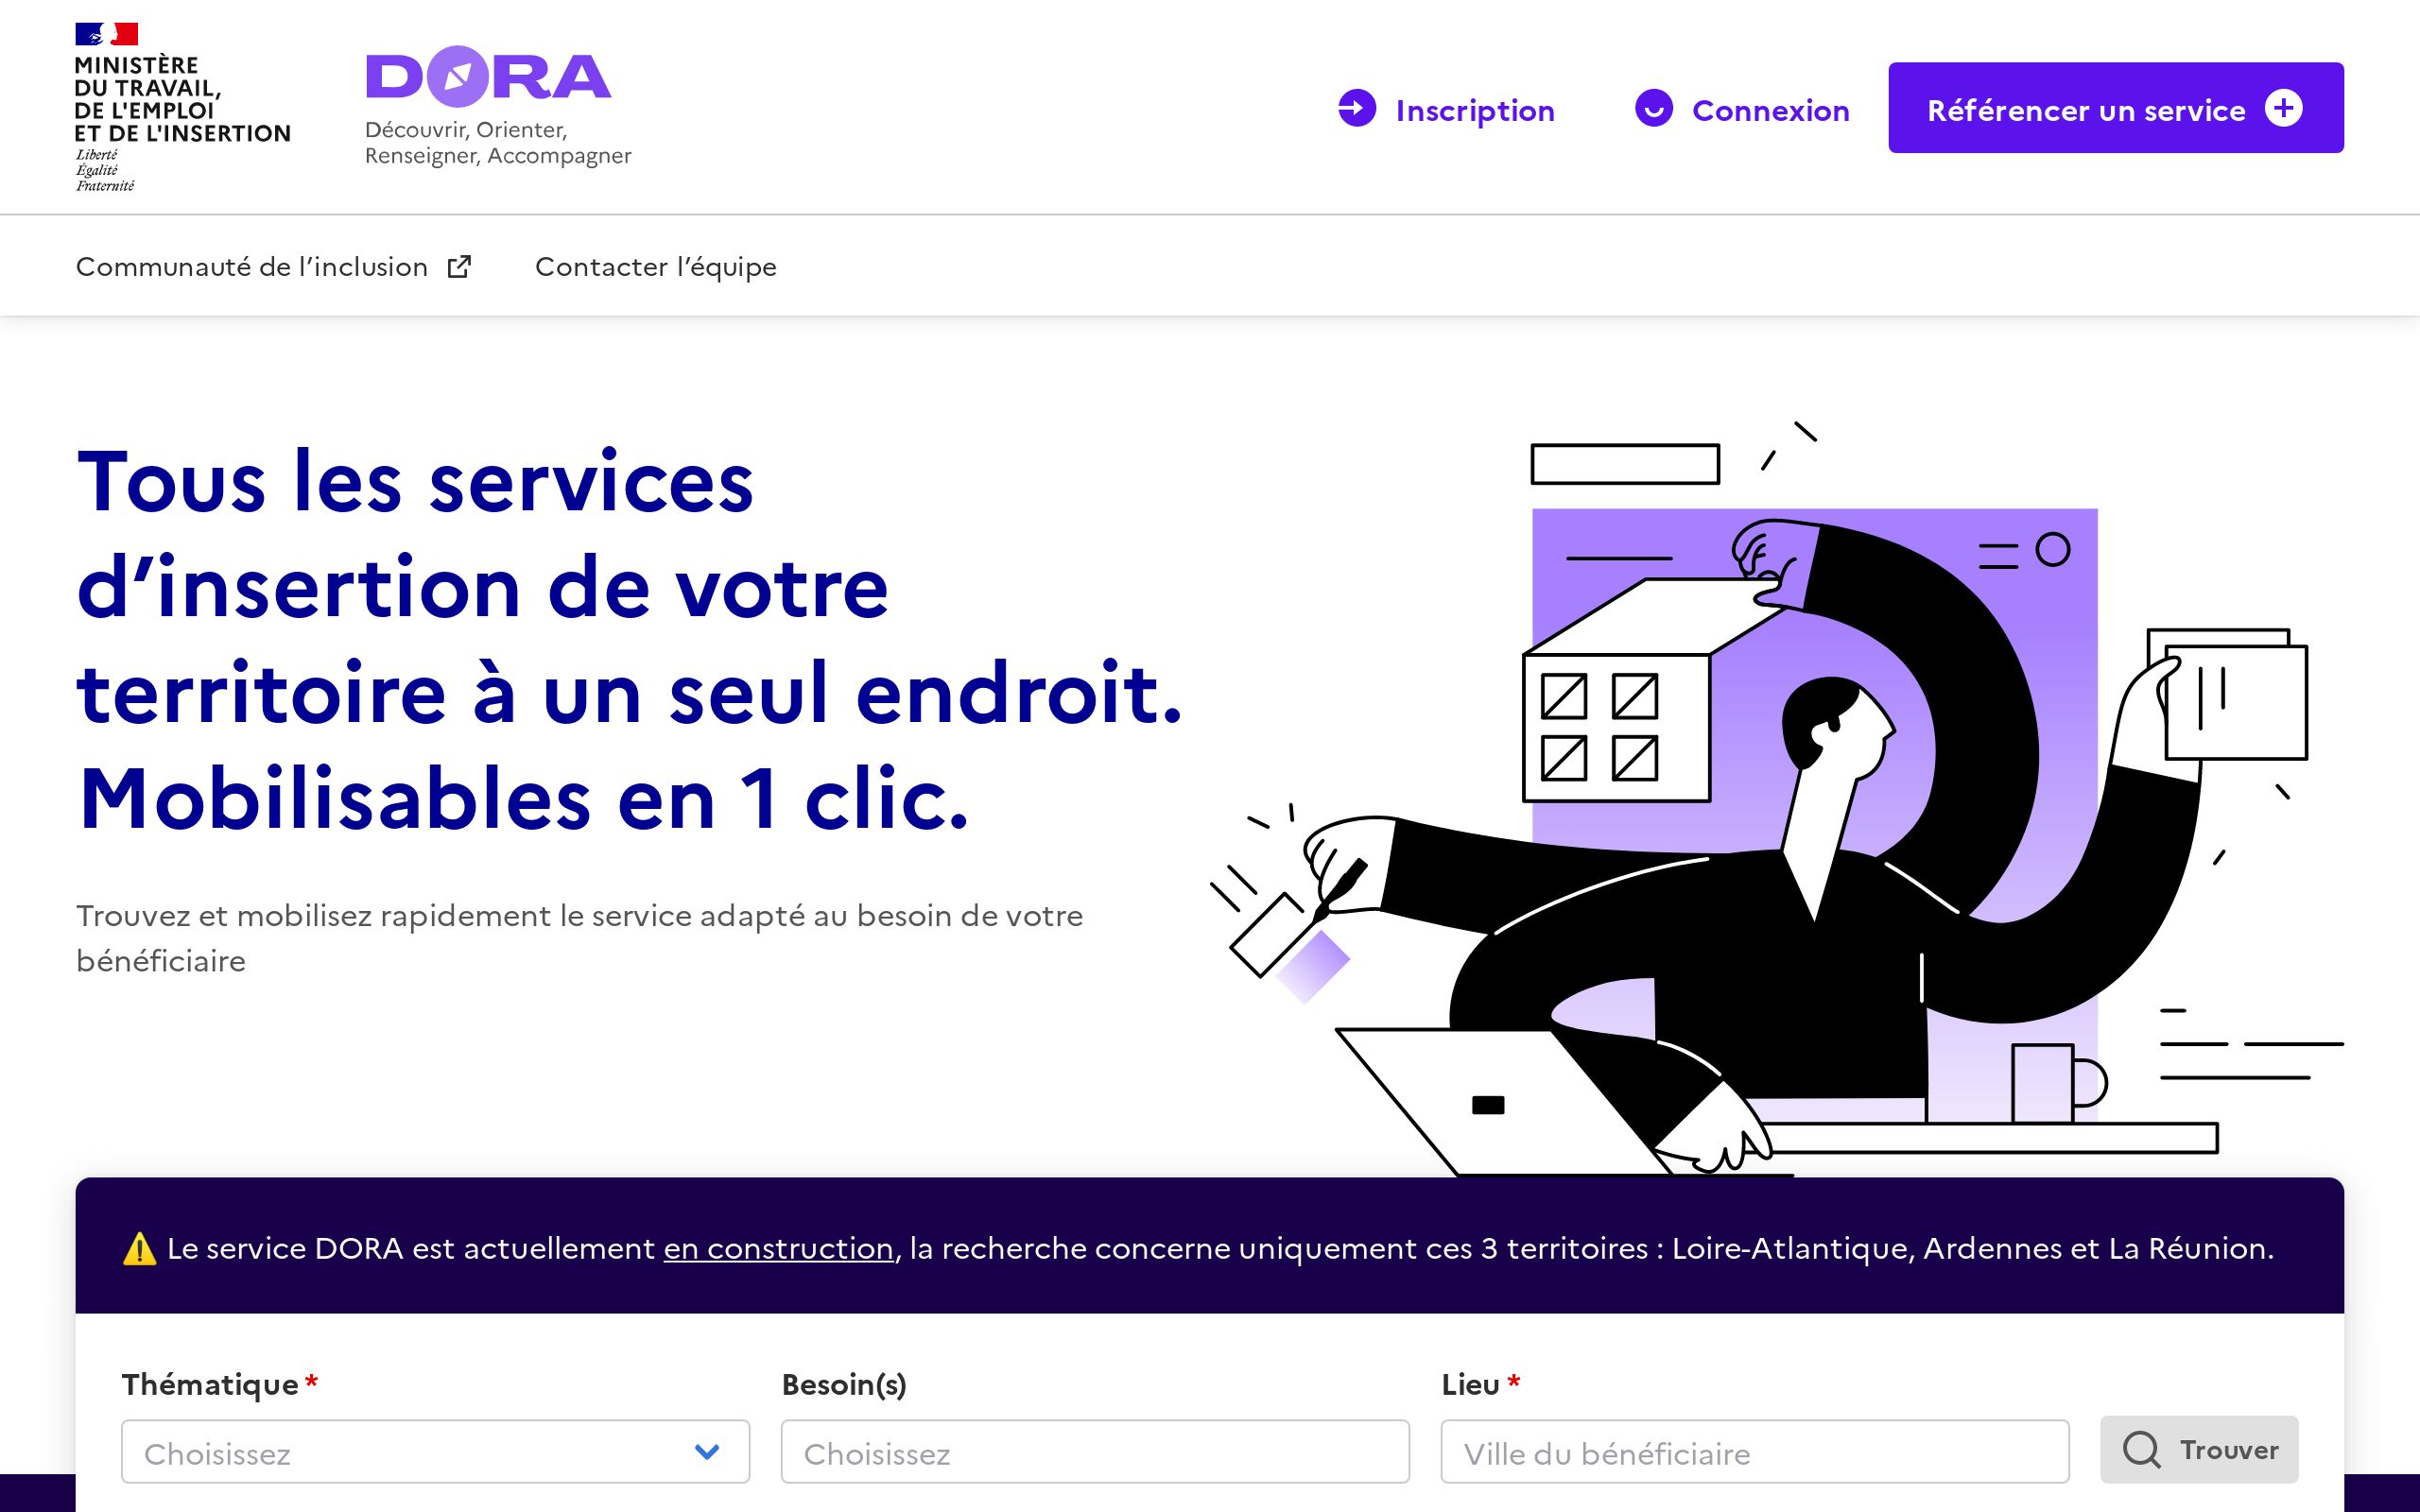 MINISTÈRE
DU TRAVAIL,
DE L'EMPLOI
ET DE L'INSERTION
Liberté
Égalité
Fraternité
DORA
Découvrir, Orienter,
Renseigner, Accompagner
Inscription
Connexion
Référencer un service
Communauté de l’inclusion
Contacter l’équipe
Tous les services
d’insertion de votre
territoire à un seul endroit.
Mobilisables en 1 clic.
Trouvez et mobilisez rapidement le service adapté au besoin de votre
bénéficiaire
⚠️ Le service DORA est actuellement en construction, la recherche concerne uniquement ces 3 territoires : Loire-Atlantique, Ardennes et La Réunion.
Thématique *
Choisissez
Besoin(s)
Choisissez
Lieu *
Ville du bénéficiaire
Trouver